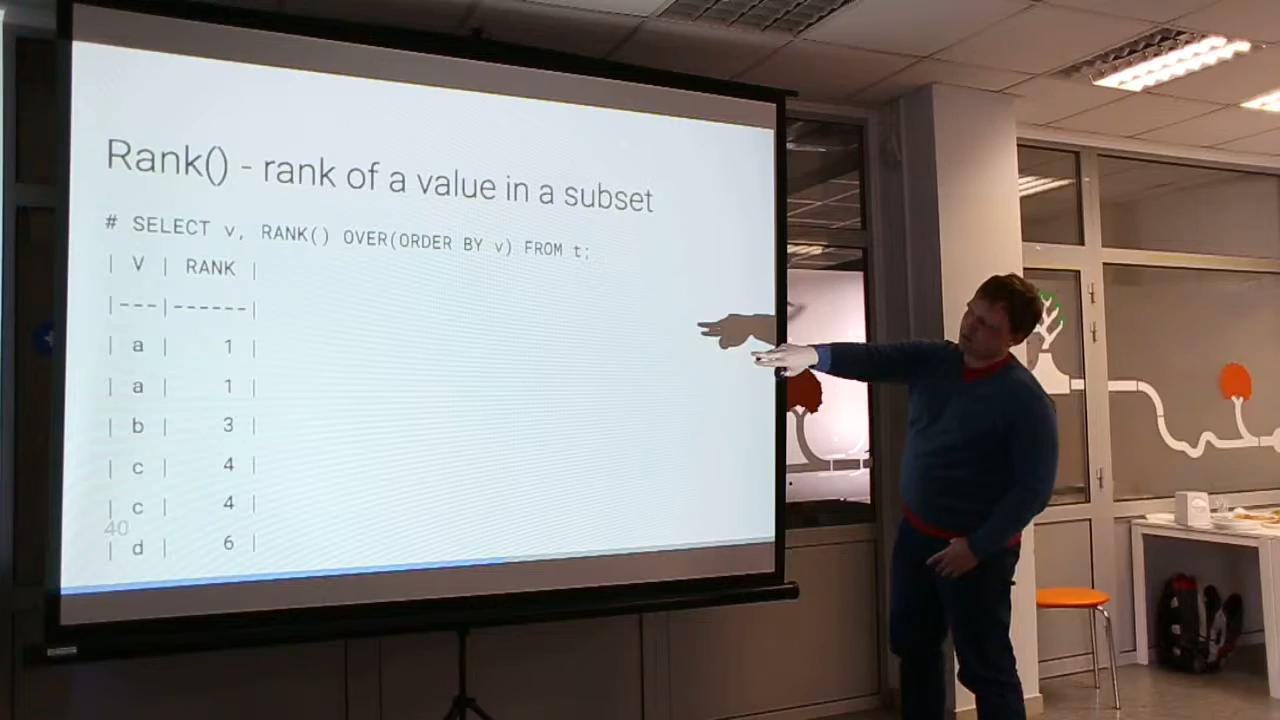 Rank() - rank of a value in a subset
# SELECT v, RANK() OVER(ORDER BY v) FROM t;
| V | RANK |
|---|------|
| a | 1 |
| a | 1 |
| b | 3 |
| c | 4 |
| c | 4 |
40
| d | 6 |